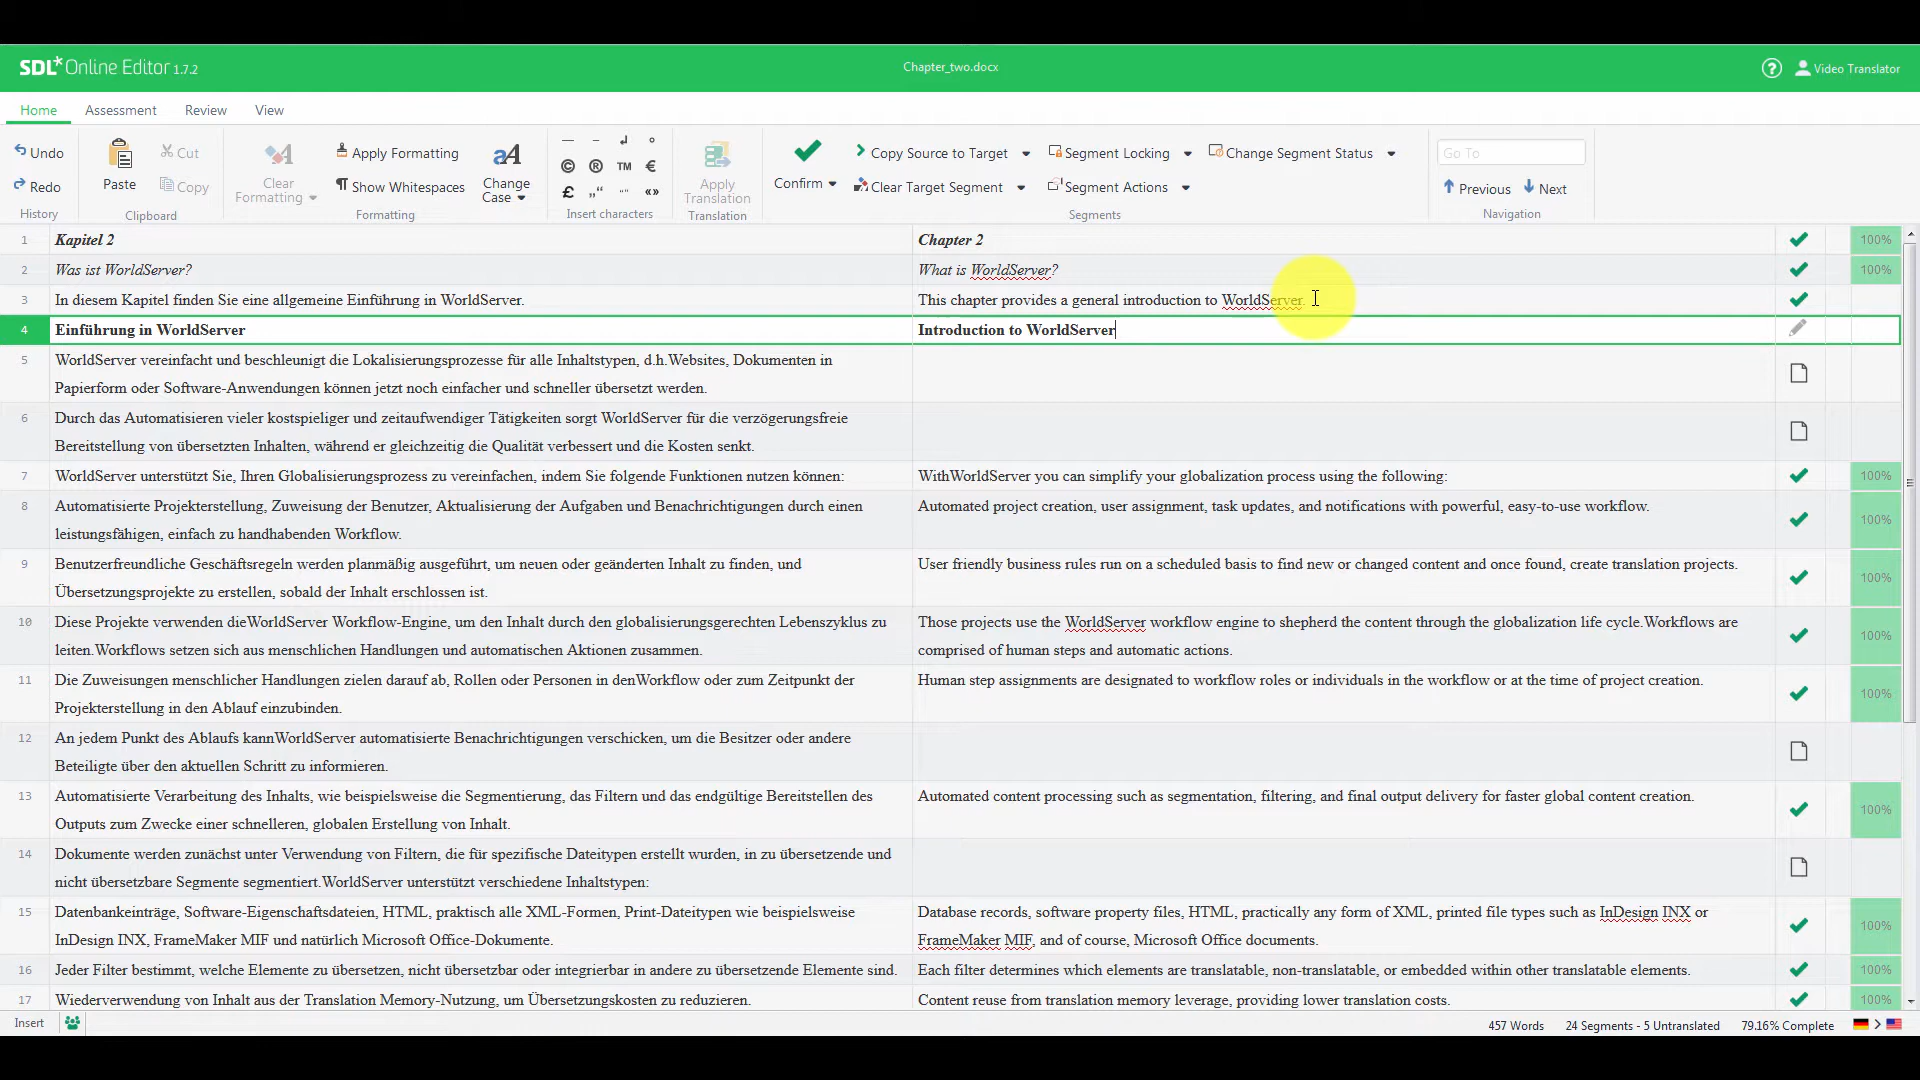 SDL* Online Editor 1.7.2
Chapter_two.docx
Video Translator
Home Assessment Review View
Undo
Redo
History
Paste
Cut
Copy
Clipboard
Clear Formatting
Apply Formatting
¶ Show Whitespaces
Formatting
aA
Change Case
— – ↲ °
© ® ™ €
£ „“ “” «»
Insert characters
Apply Translation
Translation
Confirm
Copy Source to Target
Clear Target Segment
Segment Locking
Segment Actions
Change Segment Status
Segments
Go To
Previous Next
Navigation
1 Kapitel 2 Chapter 2 100%
2 Was ist WorldServer? What is WorldServer? 100%
3 In diesem Kapitel finden Sie eine allgemeine Einführung in WorldServer. This chapter provides a general introduction to WorldServer.
4 Einführung in WorldServer Introduction to WorldServer
5 WorldServer vereinfacht und beschleunigt die Lokalisierungsprozesse für alle Inhaltstypen, d.h.Websites, Dokumenten in
Papierform oder Software-Anwendungen können jetzt noch einfacher und schneller übersetzt werden.
6 Durch das Automatisieren vieler kostspieliger und zeitaufwendiger Tätigkeiten sorgt WorldServer für die verzögerungsfreie
Bereitstellung von übersetzten Inhalten, während er gleichzeitig die Qualität verbessert und die Kosten senkt.
7 WorldServer unterstützt Sie, Ihren Globalisierungsprozess zu vereinfachen, indem Sie folgende Funktionen nutzen können: WithWorldServer you can simplify your globalization process using the following: 100%
8 Automatisierte Projekterstellung, Zuweisung der Benutzer, Aktualisierung der Aufgaben und Benachrichtigungen durch einen
leistungsfähigen, einfach zu handhabenden Workflow.
Automated project creation, user assignment, task updates, and notifications with powerful, easy-to-use workflow.
100%
9 Benutzerfreundliche Geschäftsregeln werden planmäßig ausgeführt, um neuen oder geänderten Inhalt zu finden, und
Übersetzungsprojekte zu erstellen, sobald der Inhalt erschlossen ist.
User friendly business rules run on a scheduled basis to find new or changed content and once found, create translation projects.
100%
10 Diese Projekte verwenden dieWorldServer Workflow-Engine, um den Inhalt durch den globalisierungsgerechten Lebenszyklus zu
leiten.Workflows setzen sich aus menschlichen Handlungen und automatischen Aktionen zusammen.
Those projects use the WorldServer workflow engine to shepherd the content through the globalization life cycle.Workflows are
comprised of human steps and automatic actions.
100%
11 Die Zuweisungen menschlicher Handlungen zielen darauf ab, Rollen oder Personen in denWorkflow oder zum Zeitpunkt der
Projekterstellung in den Ablauf einzubinden.
Human step assignments are designated to workflow roles or individuals in the workflow or at the time of project creation.
100%
12 An jedem Punkt des Ablaufs kannWorldServer automatisierte Benachrichtigungen verschicken, um die Besitzer oder andere
Beteiligte über den aktuellen Schritt zu informieren.
13 Automatisierte Verarbeitung des Inhalts, wie beispielsweise die Segmentierung, das Filtern und das endgültige Bereitstellen des
Outputs zum Zwecke einer schnelleren, globalen Erstellung von Inhalt.
Automated content processing such as segmentation, filtering, and final output delivery for faster global content creation.
100%
14 Dokumente werden zunächst unter Verwendung von Filtern, die für spezifische Dateitypen erstellt wurden, in zu übersetzende und
nicht übersetzbare Segmente segmentiert.WorldServer unterstützt verschiedene Inhaltstypen:
15 Datenbankeinträge, Software-Eigenschaftsdateien, HTML, praktisch alle XML-Formen, Print-Dateitypen wie beispielsweise
InDesign INX, FrameMaker MIF und natürlich Microsoft Office-Dokumente.
Database records, software property files, HTML, practically any form of XML, printed file types such as InDesign INX or
FrameMaker MIF, and of course, Microsoft Office documents.
100%
16 Jeder Filter bestimmt, welche Elemente zu übersetzen, nicht übersetzbar oder integrierbar in andere zu übersetzende Elemente sind. Each filter determines which elements are translatable, non-translatable, or embedded within other translatable elements. 100%
17 Wiederverwendung von Inhalt aus der Translation Memory-Nutzung, um Übersetzungskosten zu reduzieren. Content reuse from translation memory leverage, providing lower translation costs. 100%
Insert
457 Words 24 Segments - 5 Untranslated 79.16% Complete